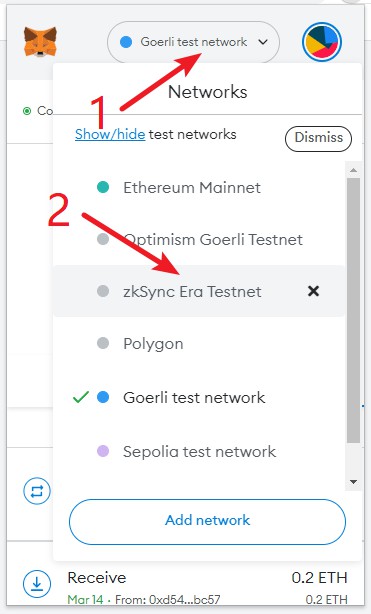 Goerli test network
1
Co
Networks
Show/hide test networks
Dismiss
Ethereum Mainnet
2
Optimism Goerli Testnet
zkSync Era Testnet
Polygon
Goerli test network
Sepolia test network
Add network
Receive 0.2 ETH
Mar 14 · From: 0xd54...bc57 0.2 ETH